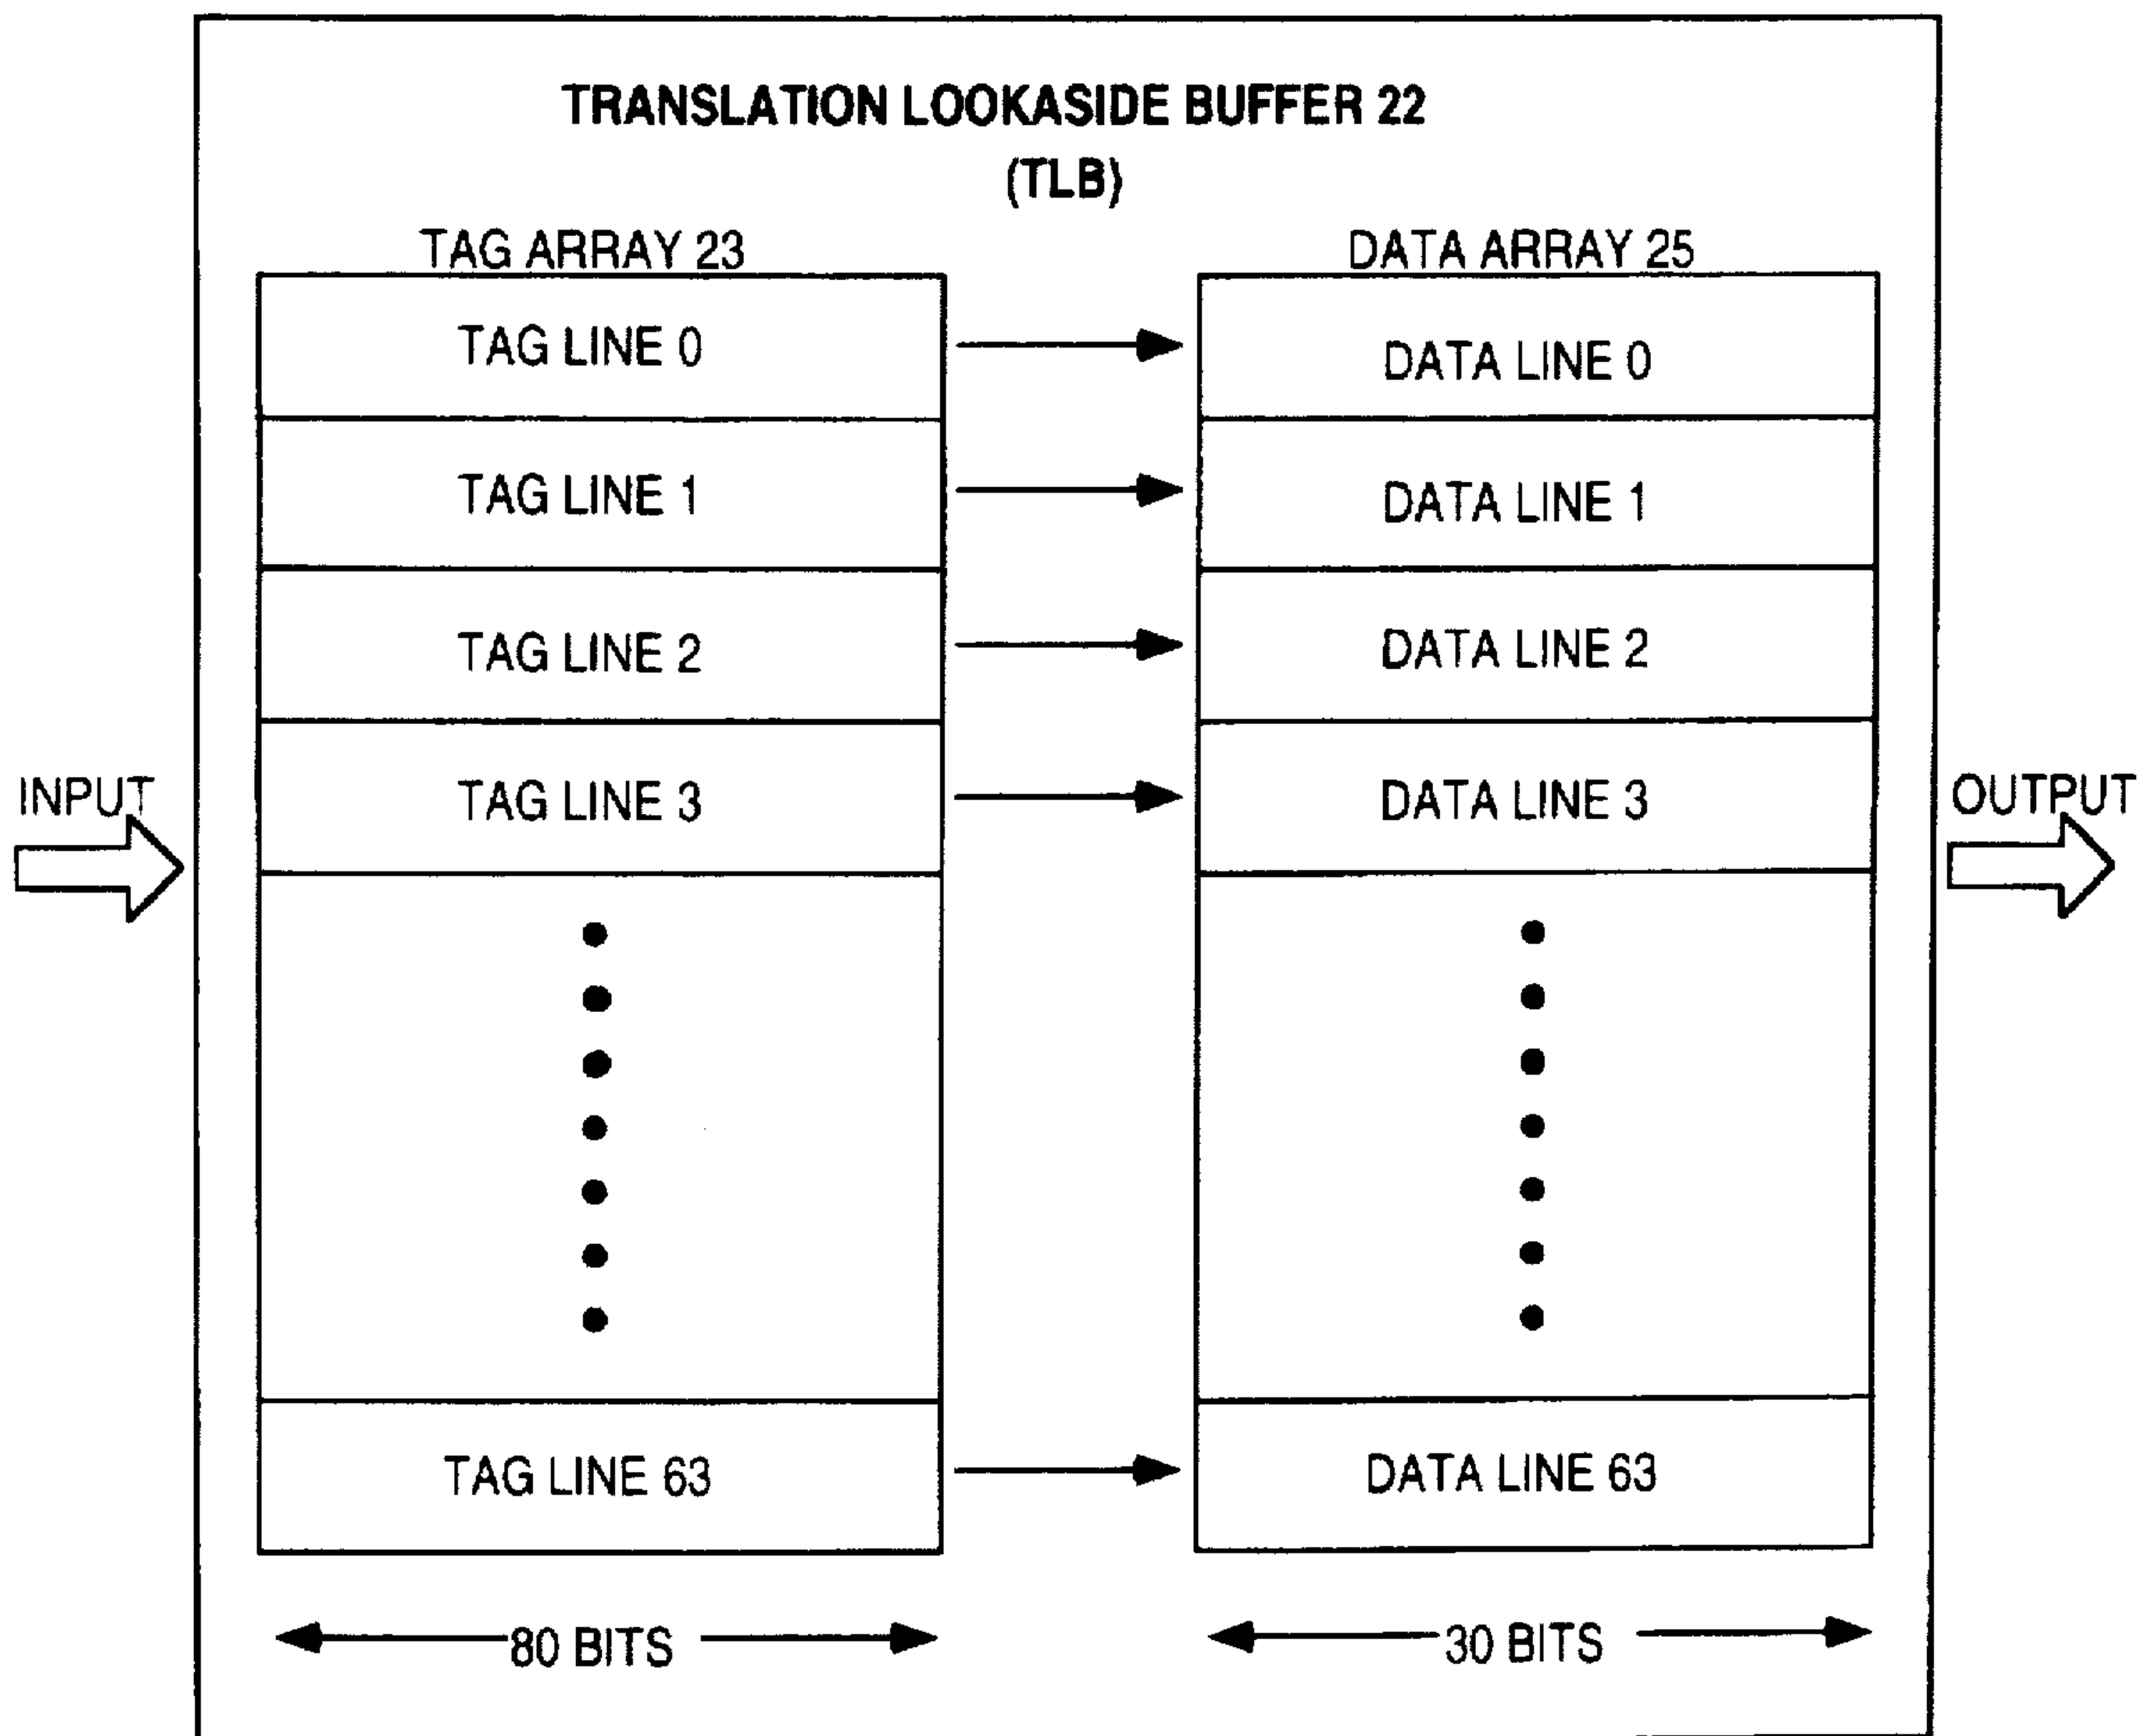 TRANSLATION LOOKASIDE BUFFER 22
(TLB)
TAG ARRAY 23
DATA ARRAY 25
TAG LINE 0
DATA LINE 0
TAG LINE 1
DATA LINE 1
TAG LINE 2
DATA LINE 2
INPUT
TAG LINE 3
DATA LINE 3
OUTPUT
TAG LINE 63
DATA LINE 63
80 BITS
30 BITS